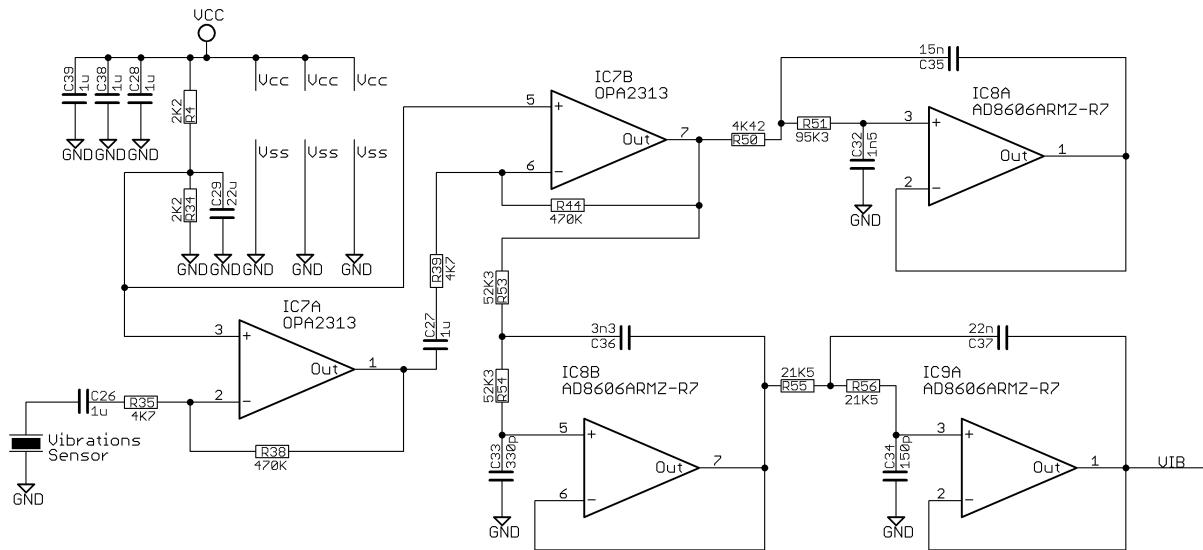 VCC
C39
1u
C38
1u
C28
1u
GND
GND
GND
2K2
R4
Vcc
Vcc
Vcc
Vss
Vss
Vss
2K2
R34
C29
22u
GND
GND
GND
GND
GND
IC7B
OPA2313
5
+
6
−
Out
7
R44
470K
R39
4K7
C27
1u
4K42
R50
15n
C35
R51
95K3
C32
1n5
GND
IC8A
AD8606ARMZ-R7
3
+
2
−
Out
1
IC7A
OPA2313
3
+
2
−
Out
1
C26
1u
R35
4K7
R38
470K
Vibrations
Sensor
GND
52K3
R53
52K3
R54
3n3
C36
IC8B
AD8606ARMZ-R7
C33
330p
GND
5
+
6
−
Out
7
21K5
R55
R56
21K5
22n
C37
IC9A
AD8606ARMZ-R7
C34
150p
GND
3
+
2
−
Out
1
VIB